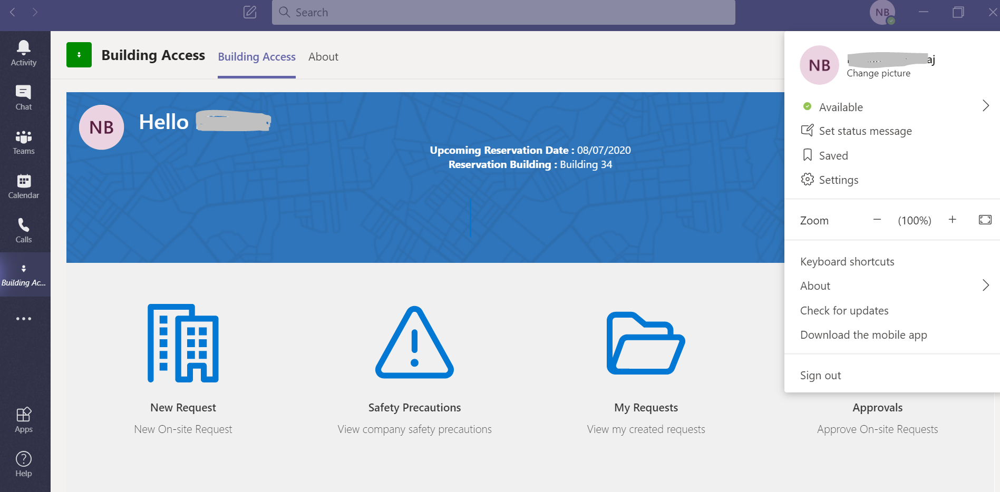 Search
NB
Activity
Chat
Teams
Calendar
Calls
Building Ac...
Apps
Help
Building Access
Building Access
About
NB
Hello
Upcoming Reservation Date : 08/07/2020
Reservation Building : Building 34
New Request
New On-site Request
Safety Precautions
View company safety precautions
My Requests
View my created requests
Approvals
Approve On-site Requests
NB
aj
Change picture
Available
Set status message
Saved
Settings
Zoom
(100%)
Keyboard shortcuts
About
Check for updates
Download the mobile app
Sign out